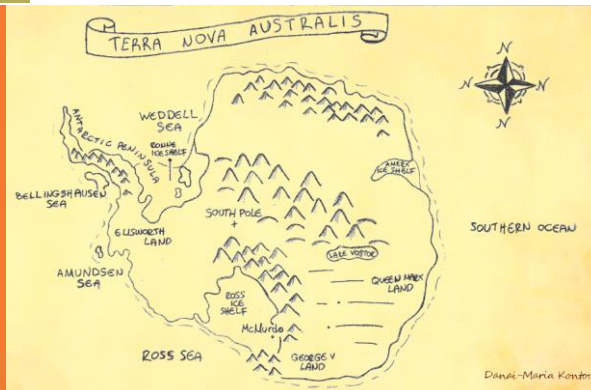 TERRA NOVA AUSTRALIS
N
N
N
N
WEDDELL
SEA
ANTARCTIC PENINSULA
RONNE
ICE SHELF
BELLINGSHAUSEN
SEA
ELLSWORTH
LAND
SOUTH POLE
AMERY
ICE SHELF
SOUTHERN OCEAN
AMUNDSEN
SEA
LAKE VOSTOK
QUEEN MARY
LAND
ROSS
ICE
SHELF
McMurdo
ROSS SEA
GEORGE V
LAND
Danai-Maria Kontou